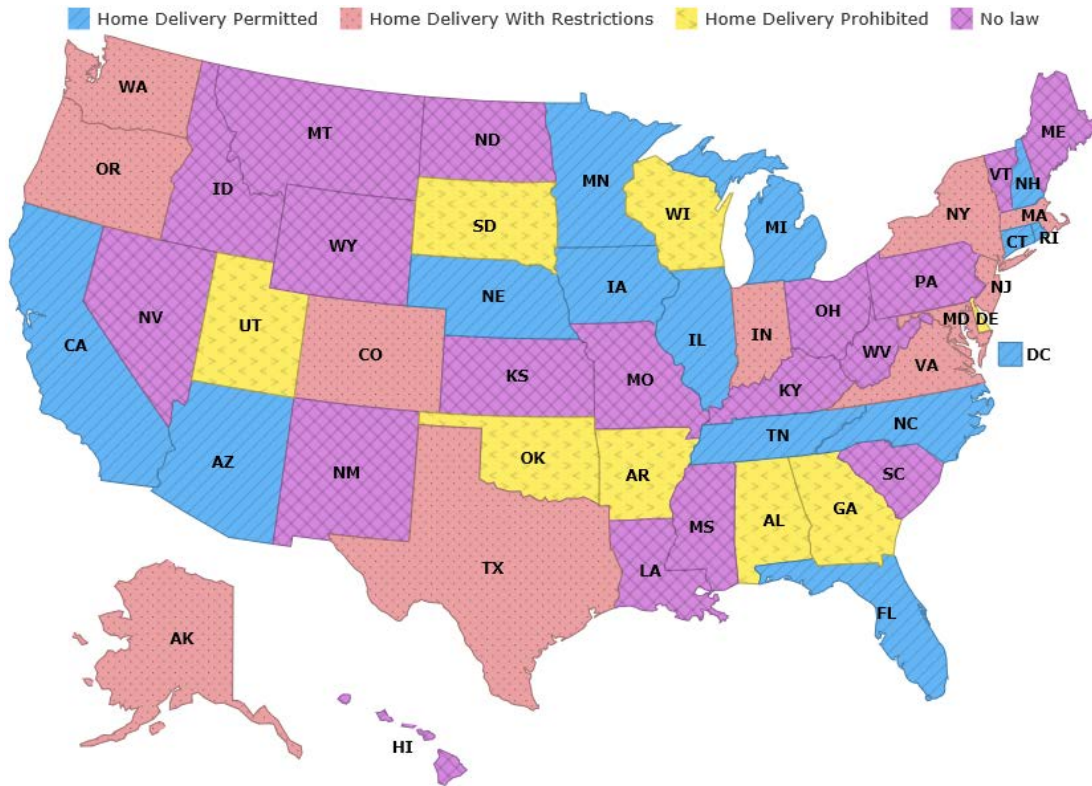 Home Delivery Permitted
Home Delivery With Restrictions
Home Delivery Prohibited
No law
WA
MT
ND
MN
ME
VT
NH
OR
ID
SD
WI
MI
NY
MA
WY
CT
RI
NE
IA
PA
NJ
NV
UT
CO
IL
IN
OH
MD
DE
CA
KS
MO
WV
KY
VA
DC
AZ
NM
OK
AR
TN
NC
SC
TX
MS
AL
GA
LA
FL
AK
HI